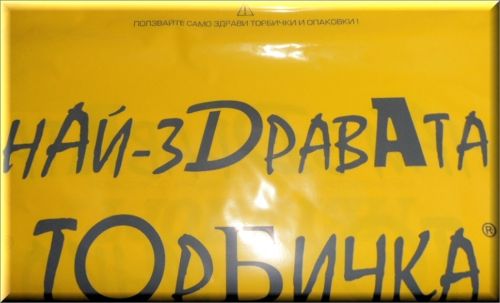 ПОЛЗВАЙТЕ САМО ЗДРАВИ ТОРБИЧКИ И ОПАКОВКИ !
НАЙ-ЗДРАВАТА
ТОРБИЧКА®